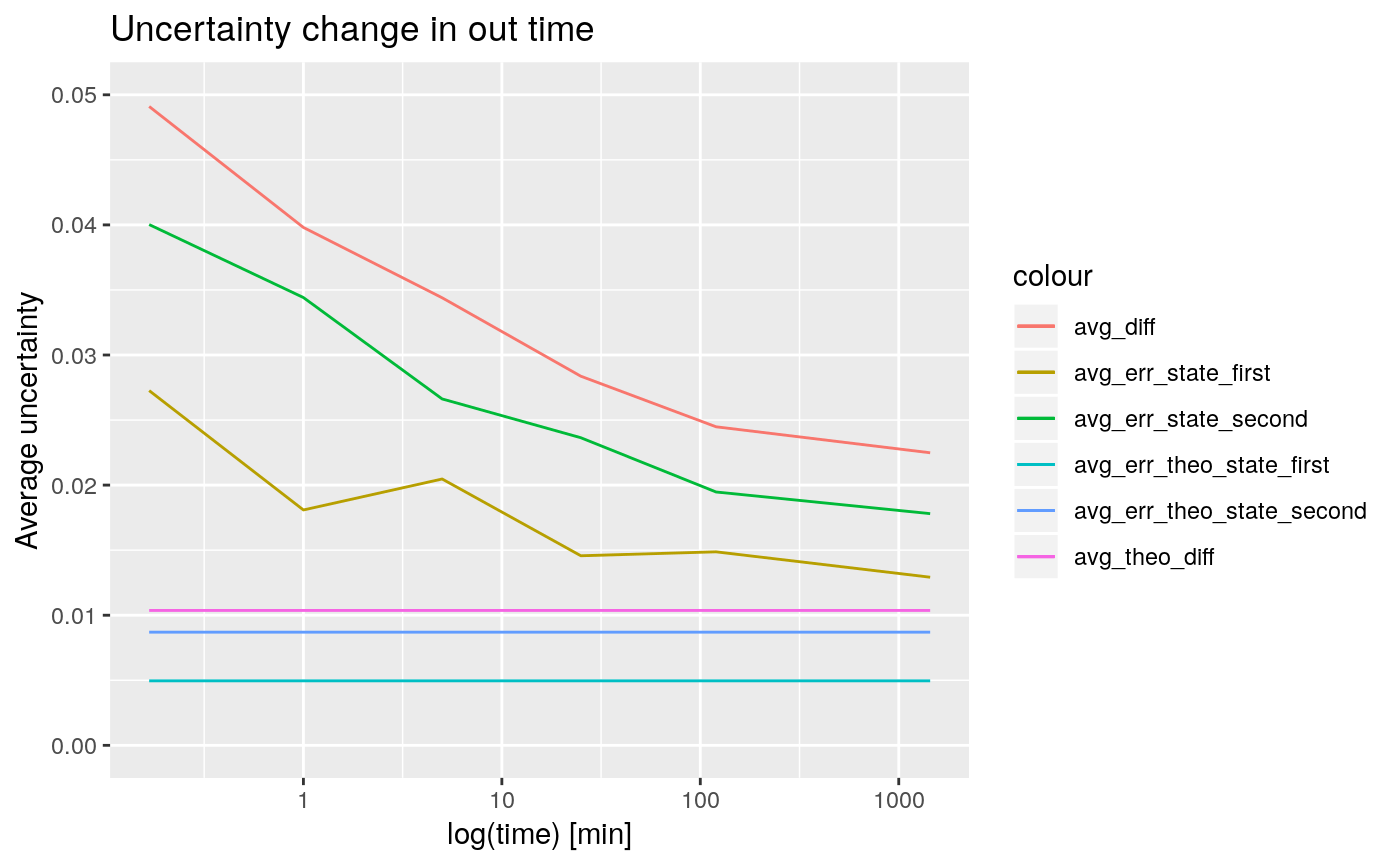 Uncertainty change in out time
Average uncertainty
0.05
0.04
0.03
0.02
0.01
0.00
1 10 100 1000
log(time) [min]
colour
avg_diff
avg_err_state_first
avg_err_state_second
avg_err_theo_state_first
avg_err_theo_state_second
avg_theo_diff